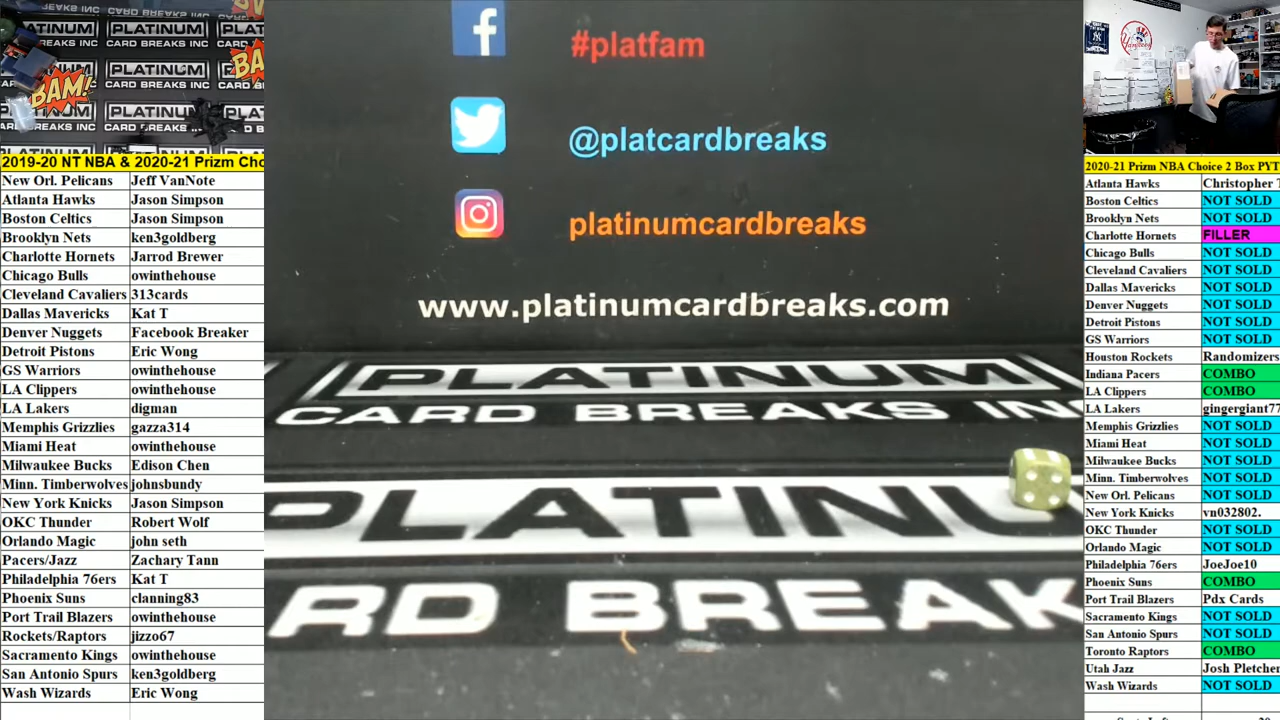 PLATINUM
CARD BREAKS INC
BAM!
2019-20 NT NBA & 2020-21 Prizm Cho
New Orl. Pelicans Jeff VanNote
Atlanta Hawks Jason Simpson
Boston Celtics Jason Simpson
Brooklyn Nets ken3goldberg
Charlotte Hornets Jarrod Brewer
Chicago Bulls owinthehouse
Cleveland Cavaliers 313cards
Dallas Mavericks Kat T
Denver Nuggets Facebook Breaker
Detroit Pistons Eric Wong
GS Warriors owinthehouse
LA Clippers owinthehouse
LA Lakers digman
Memphis Grizzlies gazza314
Miami Heat owinthehouse
Milwaukee Bucks Edison Chen
Minn. Timberwolves johnsbundy
New York Knicks Jason Simpson
OKC Thunder Robert Wolf
Orlando Magic john seth
Pacers/Jazz Zachary Tann
Philadelphia 76ers Kat T
Phoenix Suns clanning83
Port Trail Blazers owinthehouse
Rockets/Raptors jizzo67
Sacramento Kings owinthehouse
San Antonio Spurs ken3goldberg
Wash Wizards Eric Wong
#platfam
@platcardbreaks
platinumcardbreaks
www.platinumcardbreaks.com
PLATINUM
CARD BREAKS IN
PLATINU
RD BREAK
2020-21 Prizm NBA Choice 2 Box PYT
Atlanta Hawks Christopher T
Boston Celtics NOT SOLD
Brooklyn Nets NOT SOLD
Charlotte Hornets FILLER
Chicago Bulls NOT SOLD
Cleveland Cavaliers NOT SOLD
Dallas Mavericks NOT SOLD
Denver Nuggets NOT SOLD
Detroit Pistons NOT SOLD
GS Warriors NOT SOLD
Houston Rockets Randomizers
Indiana Pacers COMBO
LA Clippers COMBO
LA Lakers gingergiant77
Memphis Grizzlies NOT SOLD
Miami Heat NOT SOLD
Milwaukee Bucks NOT SOLD
Minn. Timberwolves NOT SOLD
New Orl. Pelicans NOT SOLD
New York Knicks vn032802.
OKC Thunder NOT SOLD
Orlando Magic NOT SOLD
Philadelphia 76ers JoeJoe10
Phoenix Suns COMBO
Port Trail Blazers Pdx Cards
Sacramento Kings NOT SOLD
San Antonio Spurs NOT SOLD
Toronto Raptors COMBO
Utah Jazz Josh Pletcher
Wash Wizards NOT SOLD